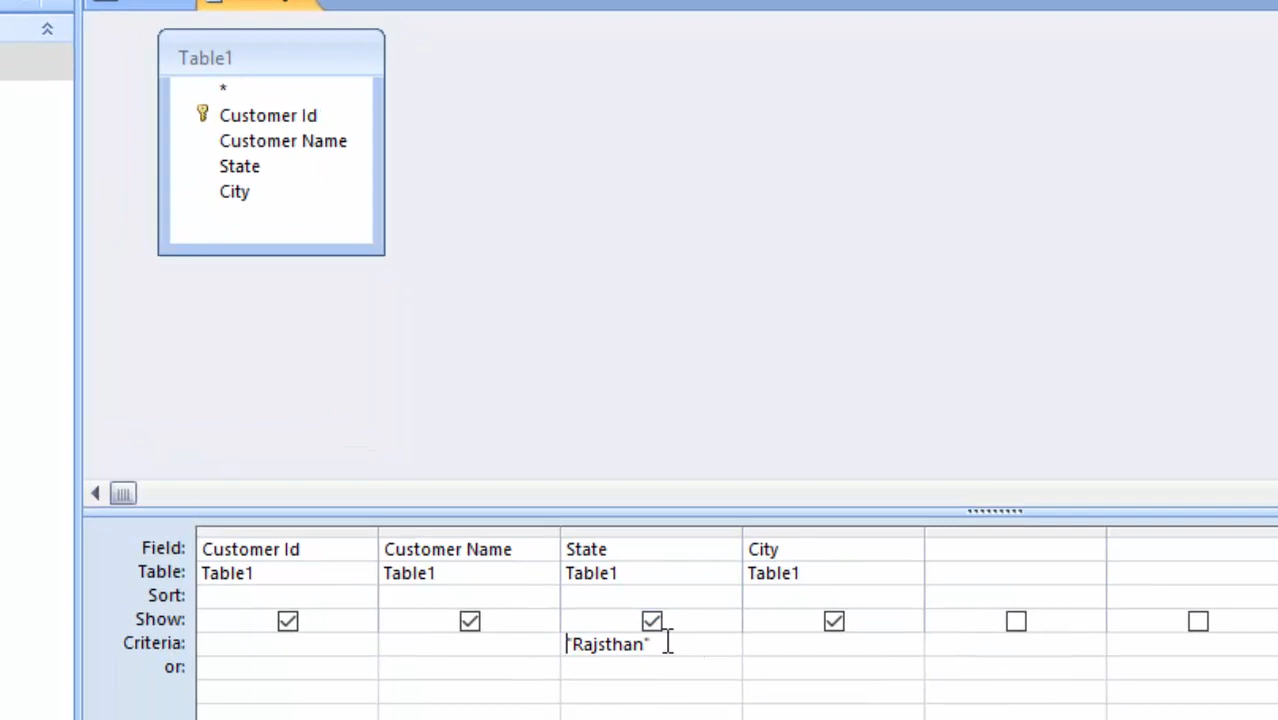 Table1
*
Customer Id
Customer Name
State
City
Field: Customer Id Customer Name State City
Table: Table1 Table1 Table1 Table1
Sort:
Show:
Criteria: "Rajsthan"
or: